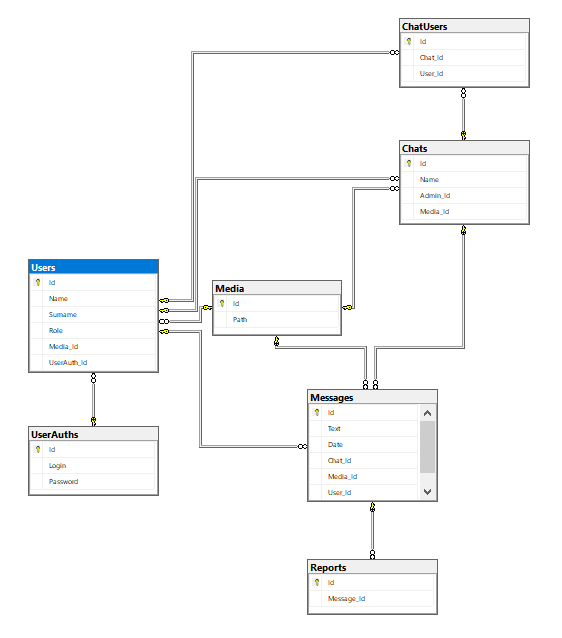 ChatUsers
Id
Chat_Id
User_Id
Chats
Id
Name
Admin_Id
Media_Id
Users
Id
Name
Surname
Role
Media_Id
UserAuth_Id
Media
Id
Path
Messages
Id
Text
Date
Chat_Id
Media_Id
User_Id
UserAuths
Id
Login
Password
Reports
Id
Message_Id